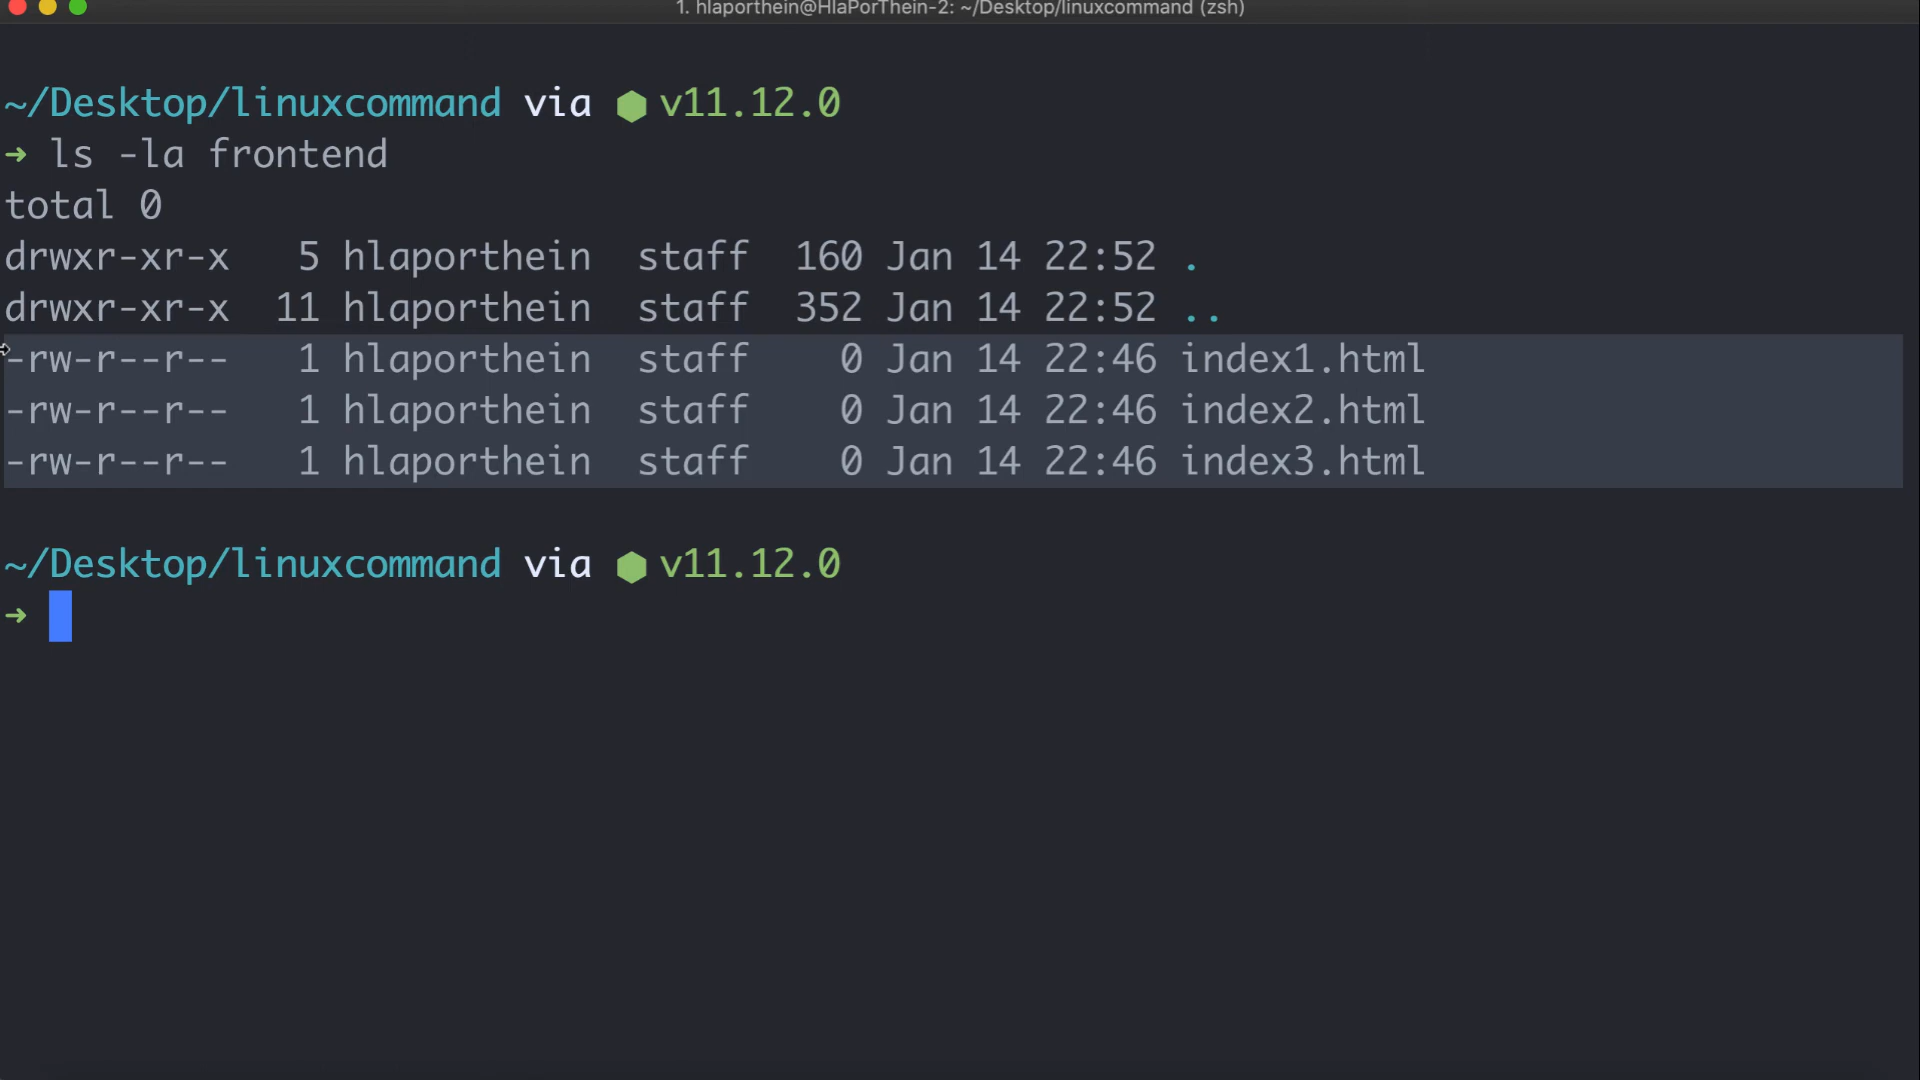 1. hlaporthein@HlaPorThein-2: ~/Desktop/linuxcommand (zsh)
~/Desktop/linuxcommand via ⬢ v11.12.0
➜ ls -la frontend
total 0
drwxr-xr-x   5 hlaporthein  staff  160 Jan 14 22:52 .
drwxr-xr-x  11 hlaporthein  staff  352 Jan 14 22:52 ..
-rw-r--r--   1 hlaporthein  staff    0 Jan 14 22:46 index1.html
-rw-r--r--   1 hlaporthein  staff    0 Jan 14 22:46 index2.html
-rw-r--r--   1 hlaporthein  staff    0 Jan 14 22:46 index3.html
~/Desktop/linuxcommand via ⬢ v11.12.0
➜